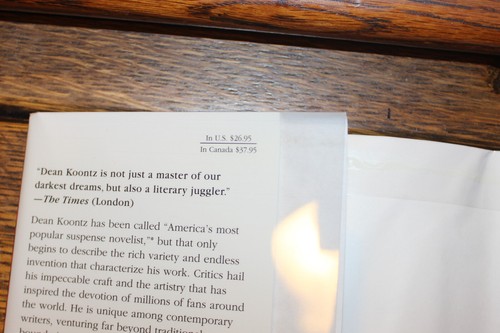 In U.S. $26.95
In Canada $37.95
"Dean Koontz is not just a master of our
darkest dreams, but also a literary juggler."
—The Times (London)
Dean Koontz has been called "America's most
popular suspense novelist,"* but that only
begins to describe the rich variety and endless
invention that characterize his work. Critics hail
his impeccable craft and the artistry that has
inspired the devotion of millions of fans around
the world. He is unique among contemporary
writers, venturing far beyond traditional